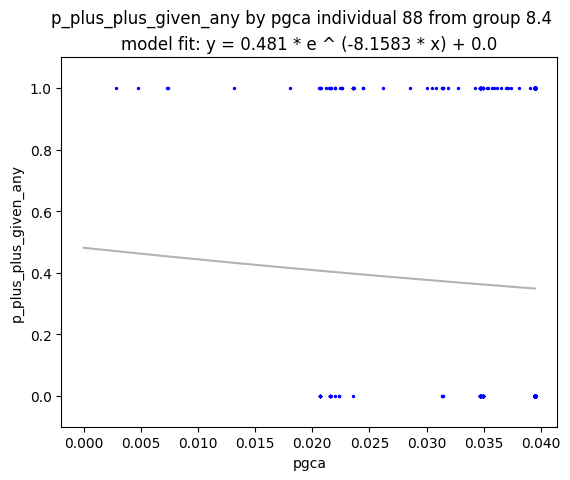 p_plus_plus_given_any by pgca individual 88 from group 8.4
model fit: y = 0.481 * e ^ (-8.1583 * x) + 0.0
1.0
0.8
0.6
0.4
0.2
0.0
p_plus_plus_given_any
0.000 0.005 0.010 0.015 0.020 0.025 0.030 0.035 0.040
pgca